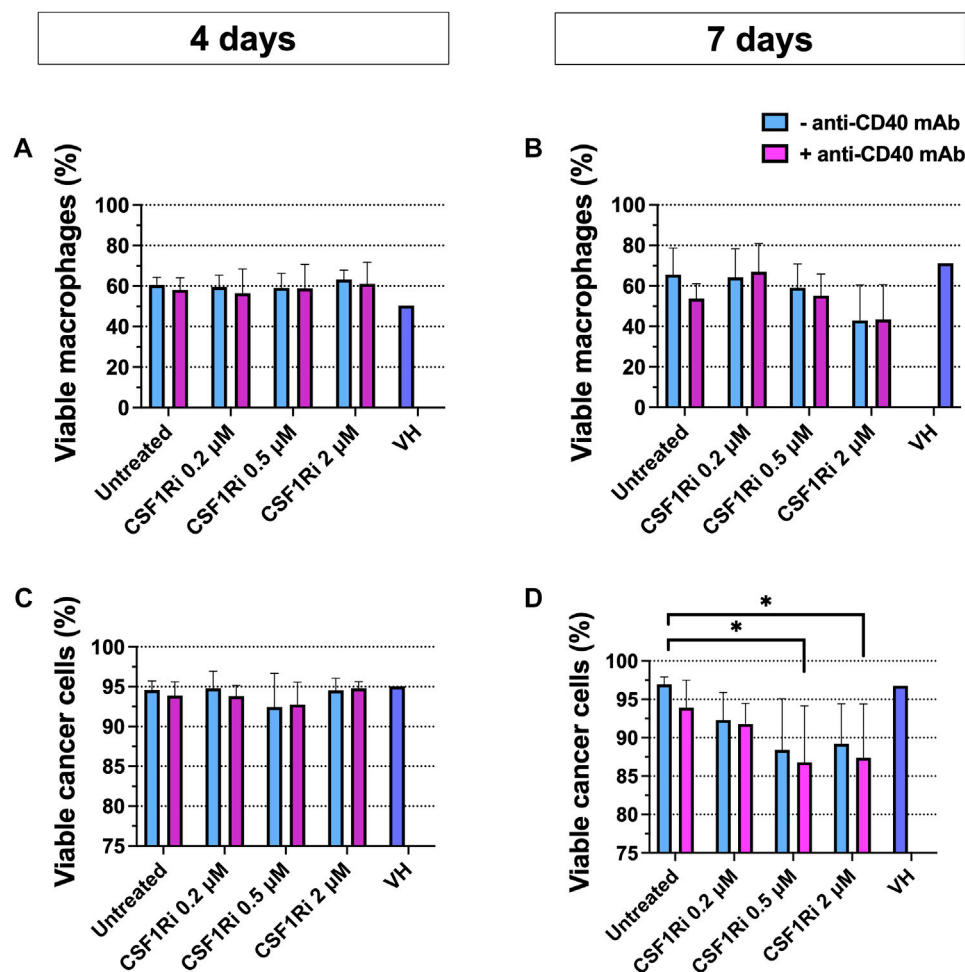 4 days
7 days
- anti-CD40 mAb
+ anti-CD40 mAb
A
Viable macrophages (%)
100
80
60
40
20
0
Untreated
CSF1Ri 0.2 µM
CSF1Ri 0.5 µM
CSF1Ri 2 µM
VH
B
Viable macrophages (%)
100
80
60
40
20
0
Untreated
CSF1Ri 0.2 µM
CSF1Ri 0.5 µM
CSF1Ri 2 µM
VH
C
Viable cancer cells (%)
100
95
90
85
80
75
Untreated
CSF1Ri 0.2 µM
CSF1Ri 0.5 µM
CSF1Ri 2 µM
VH
D
Viable cancer cells (%)
*
*
100
95
90
85
80
75
Untreated
CSF1Ri 0.2 µM
CSF1Ri 0.5 µM
CSF1Ri 2 µM
VH